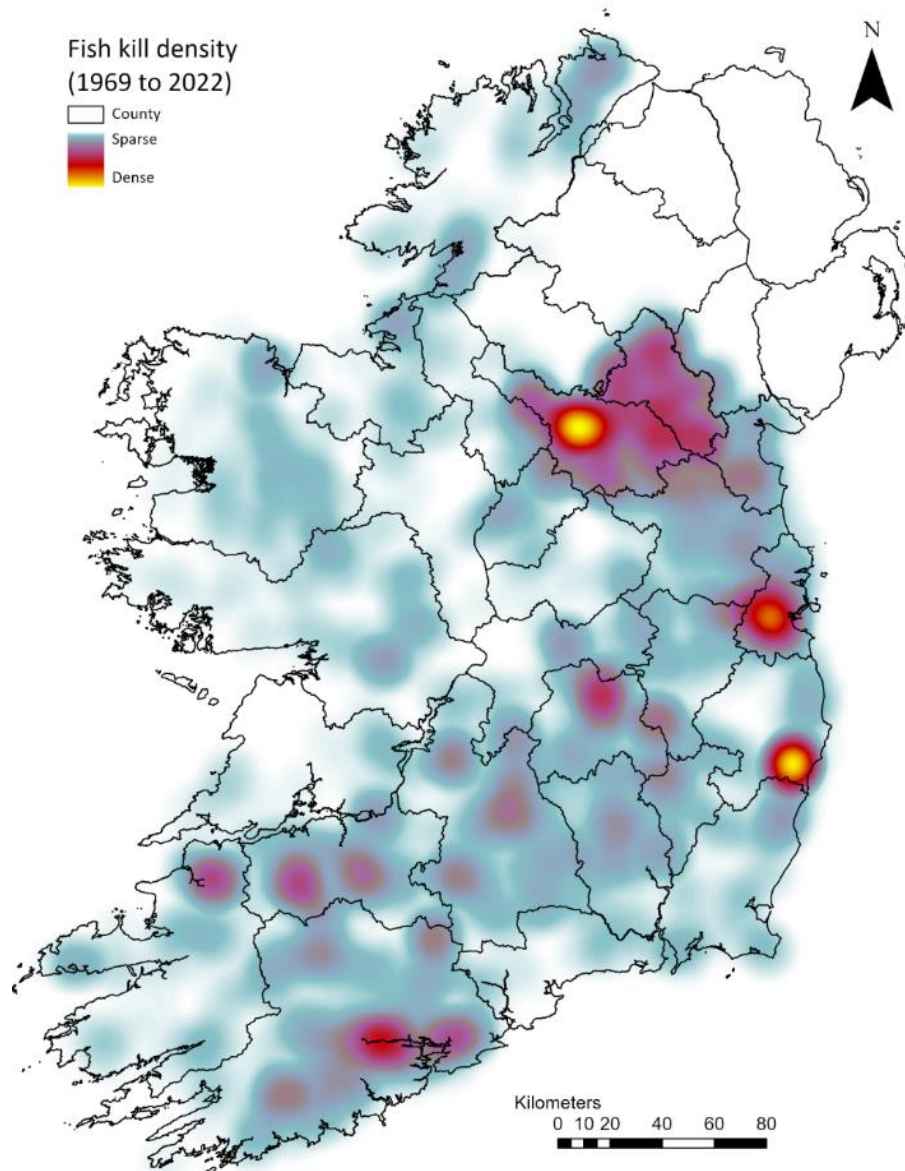 Fish kill density
(1969 to 2022)
County
Sparse
Dense
N
Kilometers
0 10 20 40 60 80